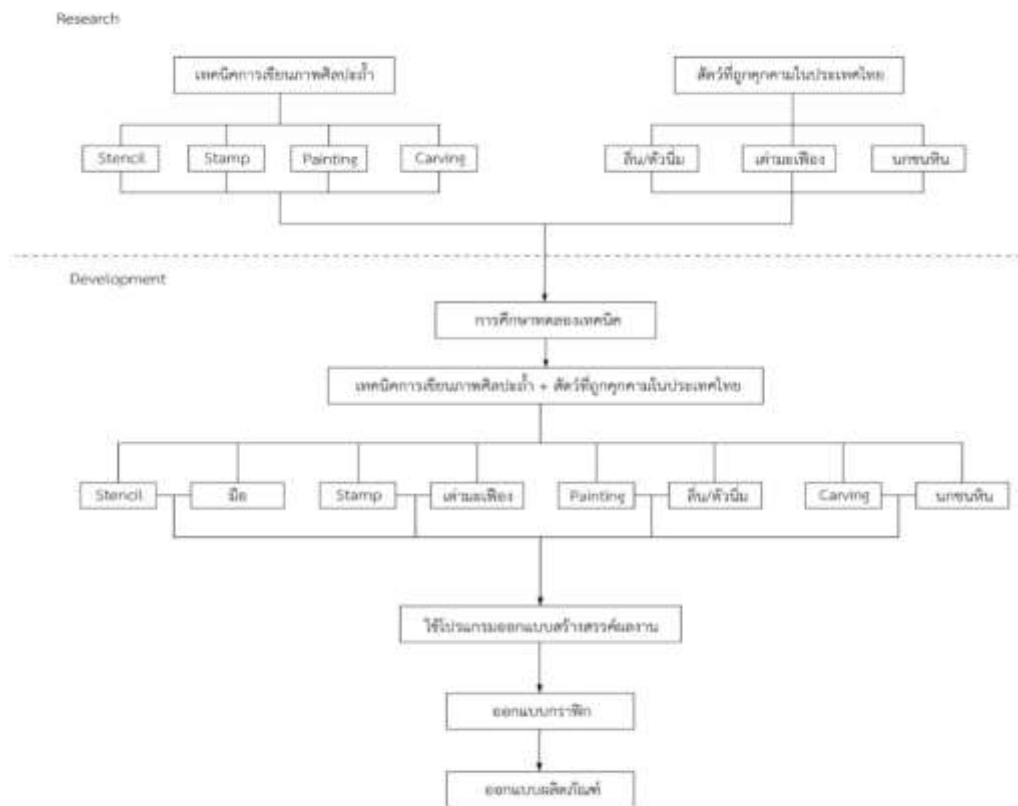 Research
เทคนิคการเขียนภาพศิลปะถ้ำ
สัตว์ที่ถูกคุกคามในประเทศไทย
Stencil
Stamp
Painting
Carving
ลิ่น/ตัวนิ่ม
เต่ามะเฟือง
นกชนหิน
Development
การศึกษาทดลองเทคนิค
เทคนิคการเขียนภาพศิลปะถ้ำ + สัตว์ที่ถูกคุกคามในประเทศไทย
Stencil
มือ
Stamp
เต่ามะเฟือง
Painting
ลิ่น/ตัวนิ่ม
Carving
นกชนหิน
ใช้โปรแกรมออกแบบสร้างสรรค์ผลงาน
ออกแบบกราฟิก
ออกแบบผลิตภัณฑ์